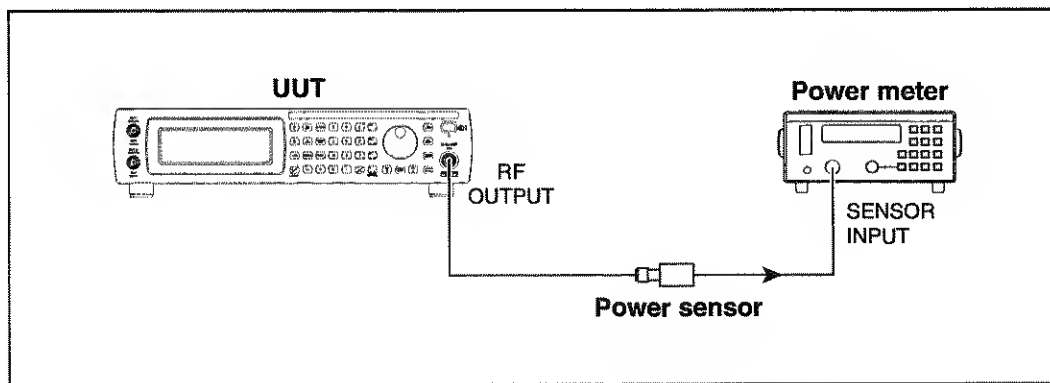 UUT
Power meter
RF
OUTPUT
SENSOR
INPUT
Power sensor